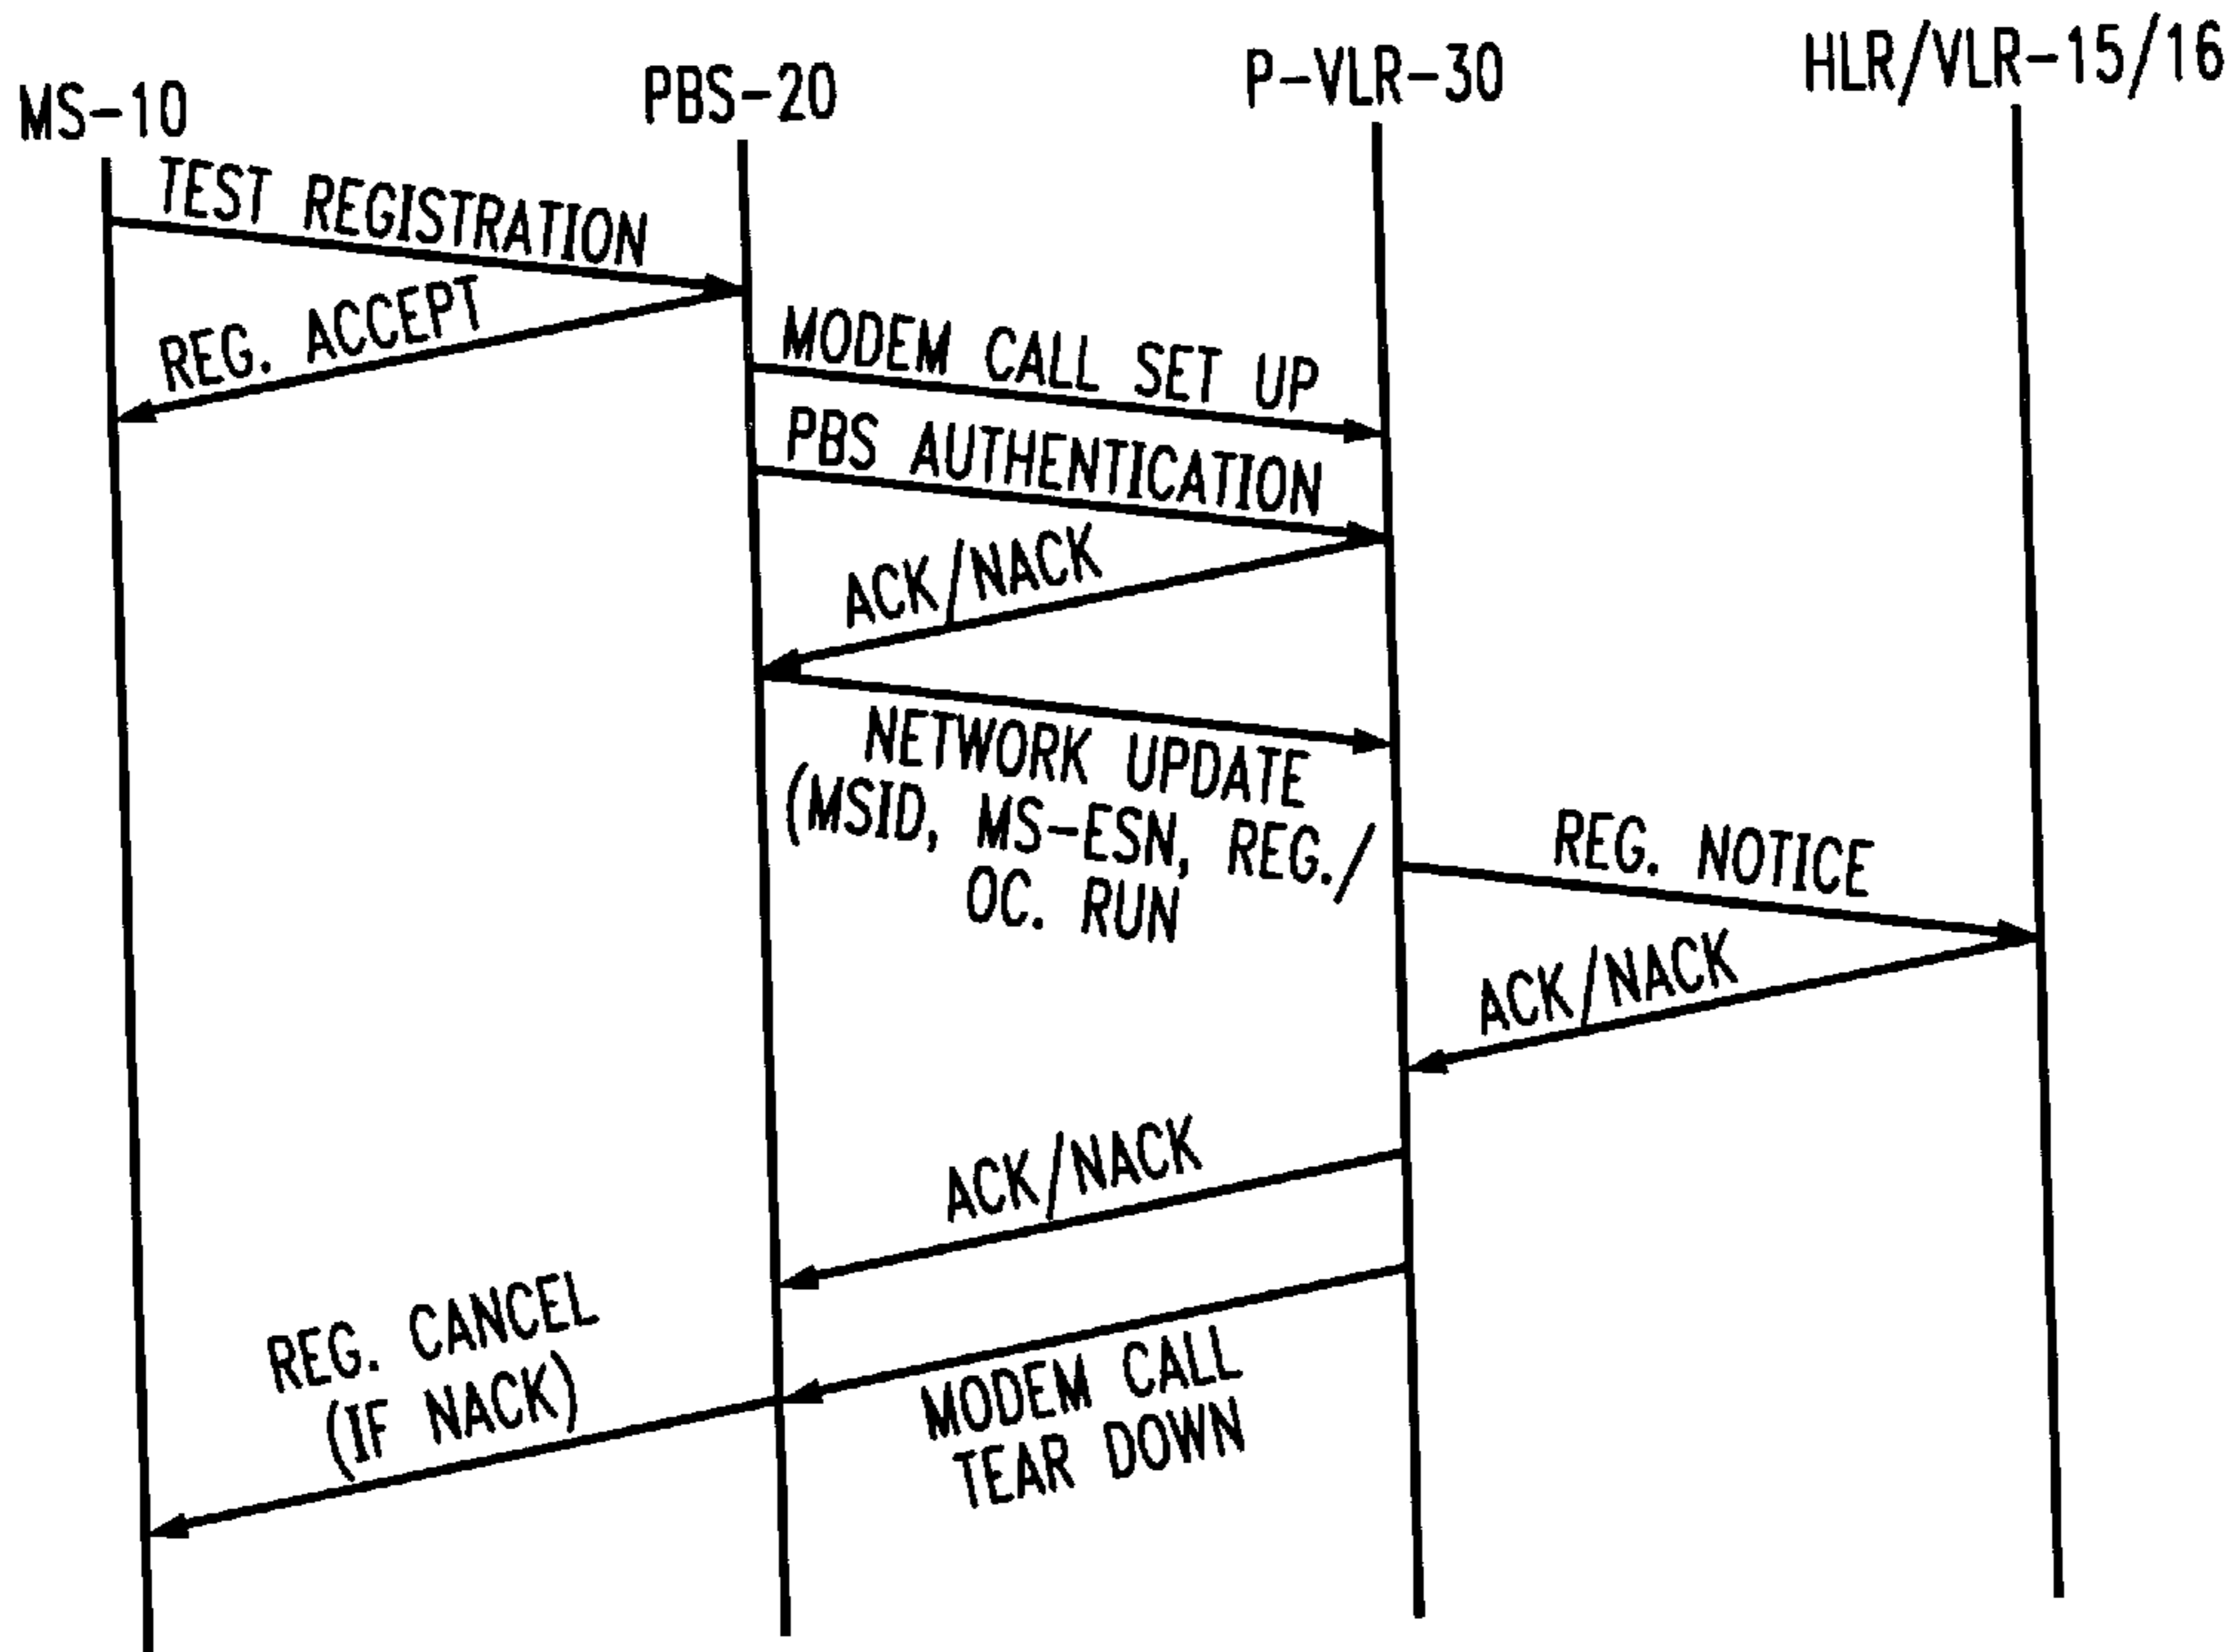 MS-10
PBS-20
P-VLR-30
HLR/VLR-15/16
TEST REGISTRATION
REG. ACCEPT
MODEM CALL SET UP
PBS AUTHENTICATION
ACK/NACK
NETWORK UPDATE
(MSID, MS-ESN, REG./
OC. RUN
REG. NOTICE
ACK/NACK
ACK/NACK
REG. CANCEL
(IF NACK)
MODEM CALL
TEAR DOWN